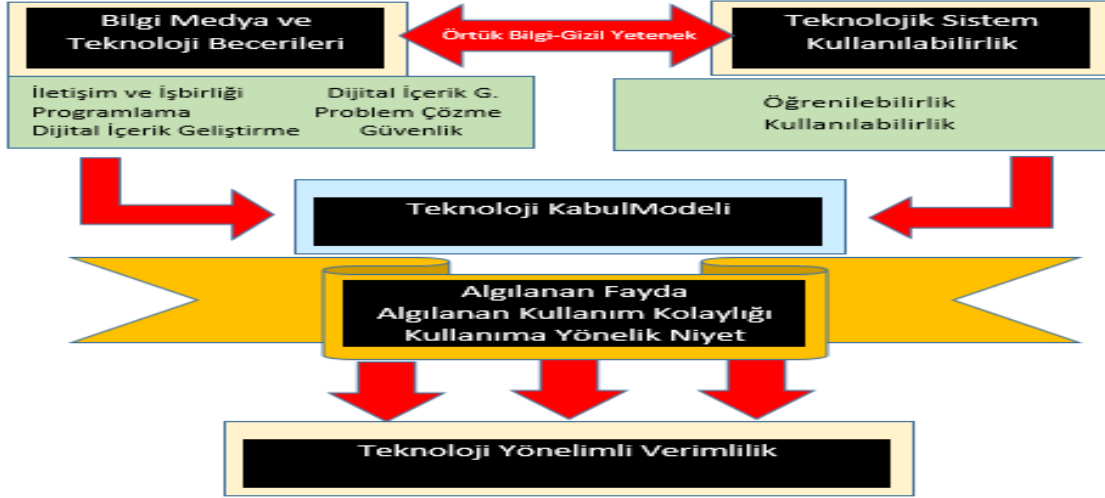 Bilgi Medya ve
Teknoloji Becerileri
Örtük Bilgi-Gizil Yetenek
Teknolojik Sistem
Kullanılabilirlik
İletişim ve İşbirliği Dijital İçerik G.
Programlama Problem Çözme
Dijital İçerik Geliştirme Güvenlik
Öğrenilebilirlik
Kullanılabilirlik
Teknoloji KabulModeli
Algılanan Fayda
Algılanan Kullanım Kolaylığı
Kullanıma Yönelik Niyet
Teknoloji Yönelimli Verimlilik